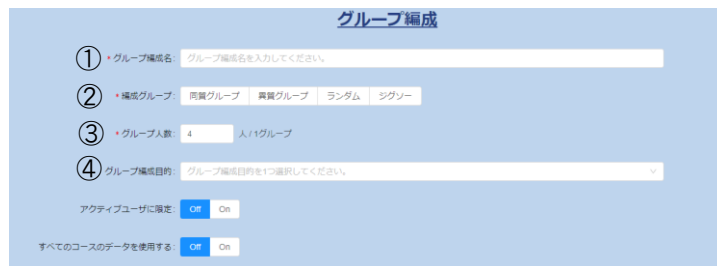 グループ編成
① * グループ編成名: グループ編成名を入力してください。
② * 編成グループ: 同質グループ 異質グループ ランダム ジグソー
③ * グループ人数: 4 人 / 1グループ
④ グループ編成目的: グループ編成目的を1つ選択してください。
アクティブユーザに限定: Off On
すべてのコースのデータを使用する: Off On